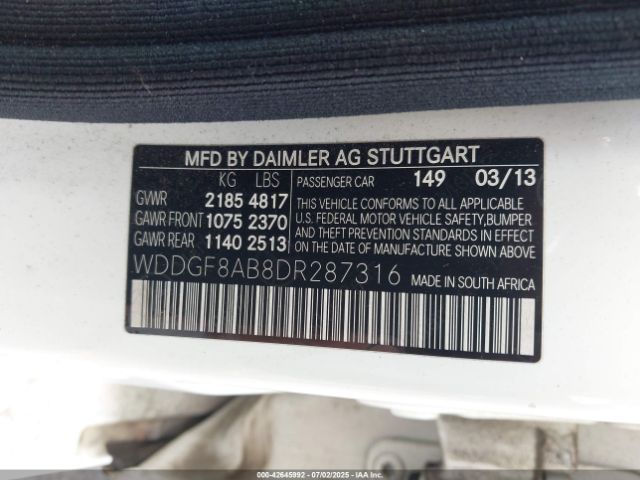 MFD BY DAIMLER AG STUTTGART
KG LBS
GVWR 2185 4817
GAWR FRONT 1075 2370
GAWR REAR 1140 2513
PASSENGER CAR 149 03/13
THIS VEHICLE CONFORMS TO ALL APPLICABLE
U.S. FEDERAL MOTOR VEHICLE SAFETY, BUMPER
AND THEFT PREVENTION STANDARDS IN
EFFECT ON THE DATE OF
MANUFACTURE SHOWN ABOVE.
WDDGF8AB8DR287316 MADE IN SOUTH AFRICA
000-42645992 - 07/02/2025 - IAAI.COM